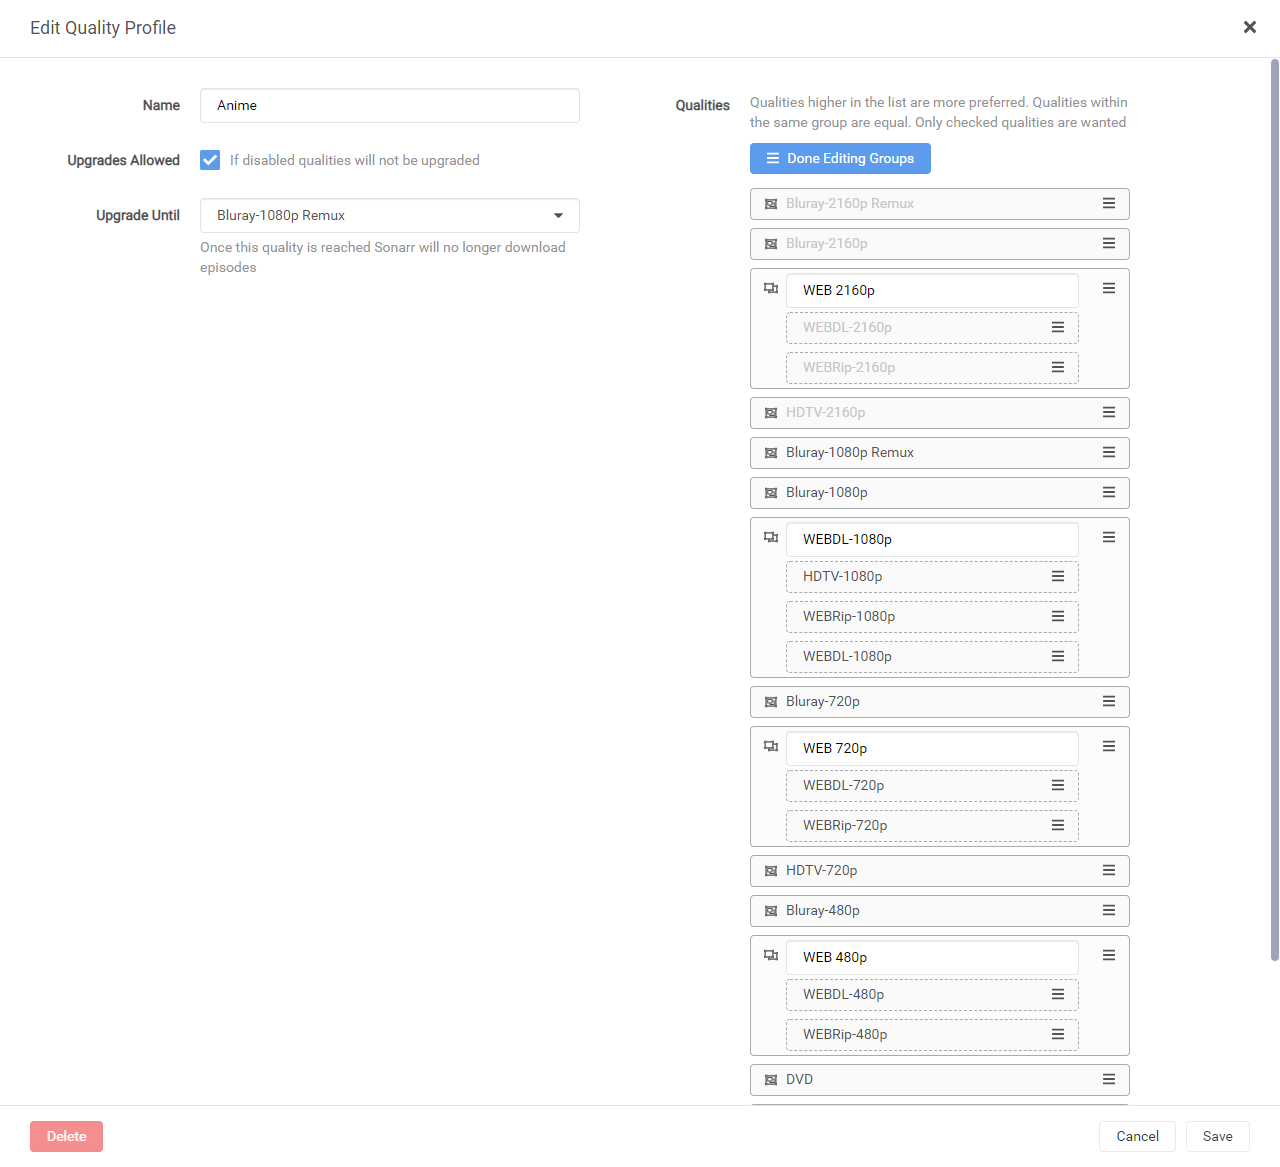 Edit Quality Profile
Name
Anime
Upgrades Allowed
If disabled qualities will not be upgraded
Upgrade Until
Bluray-1080p Remux
Once this quality is reached Sonarr will no longer download
episodes
Qualities
Qualities higher in the list are more preferred. Qualities within
the same group are equal. Only checked qualities are wanted
Done Editing Groups
Bluray-2160p Remux
Bluray-2160p
WEB 2160p
WEBDL-2160p
WEBRip-2160p
HDTV-2160p
Bluray-1080p Remux
Bluray-1080p
WEBDL-1080p
HDTV-1080p
WEBRip-1080p
WEBDL-1080p
Bluray-720p
WEB 720p
WEBDL-720p
WEBRip-720p
HDTV-720p
Bluray-480p
WEB 480p
WEBDL-480p
WEBRip-480p
DVD
Delete
Cancel
Save